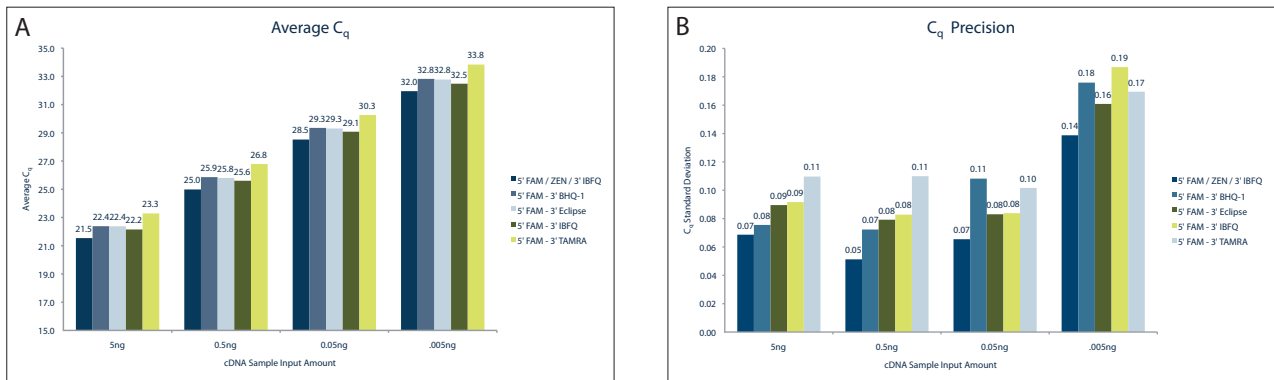 A
Average Cq
35.0
33.0
31.0
29.0
27.0
25.0
23.0
21.0
19.0
17.0
15.0
Average Cq
21.5 22.4 22.4 22.2 23.3
25.0 25.9 25.8 25.6 26.8
28.5 29.3 29.3 29.1 30.3
32.0 32.8 32.8 32.5 33.8
5ng 0.5ng 0.05ng .005ng
cDNA Sample Input Amount
5' FAM / ZEN / 3' IBFQ
5' FAM - 3' BHQ-1
5' FAM - 3' Eclipse
5' FAM - 3' IBFQ
5' FAM - 3' TAMRA
B
Cq Precision
0.20
0.18
0.16
0.14
0.12
0.10
0.08
0.06
0.04
0.02
0.00
Cq Standard Deviation
0.07 0.08 0.09 0.09 0.11
0.05 0.07 0.08 0.08 0.11
0.07 0.11 0.08 0.08 0.10
0.14 0.18 0.16 0.19 0.17
5ng 0.5ng 0.05ng .005ng
cDNA Sample Input Amount
5' FAM / ZEN / 3' IBFQ
5' FAM - 3' BHQ-1
5' FAM - 3' Eclipse
5' FAM - 3' IBFQ
5' FAM - 3' TAMRA